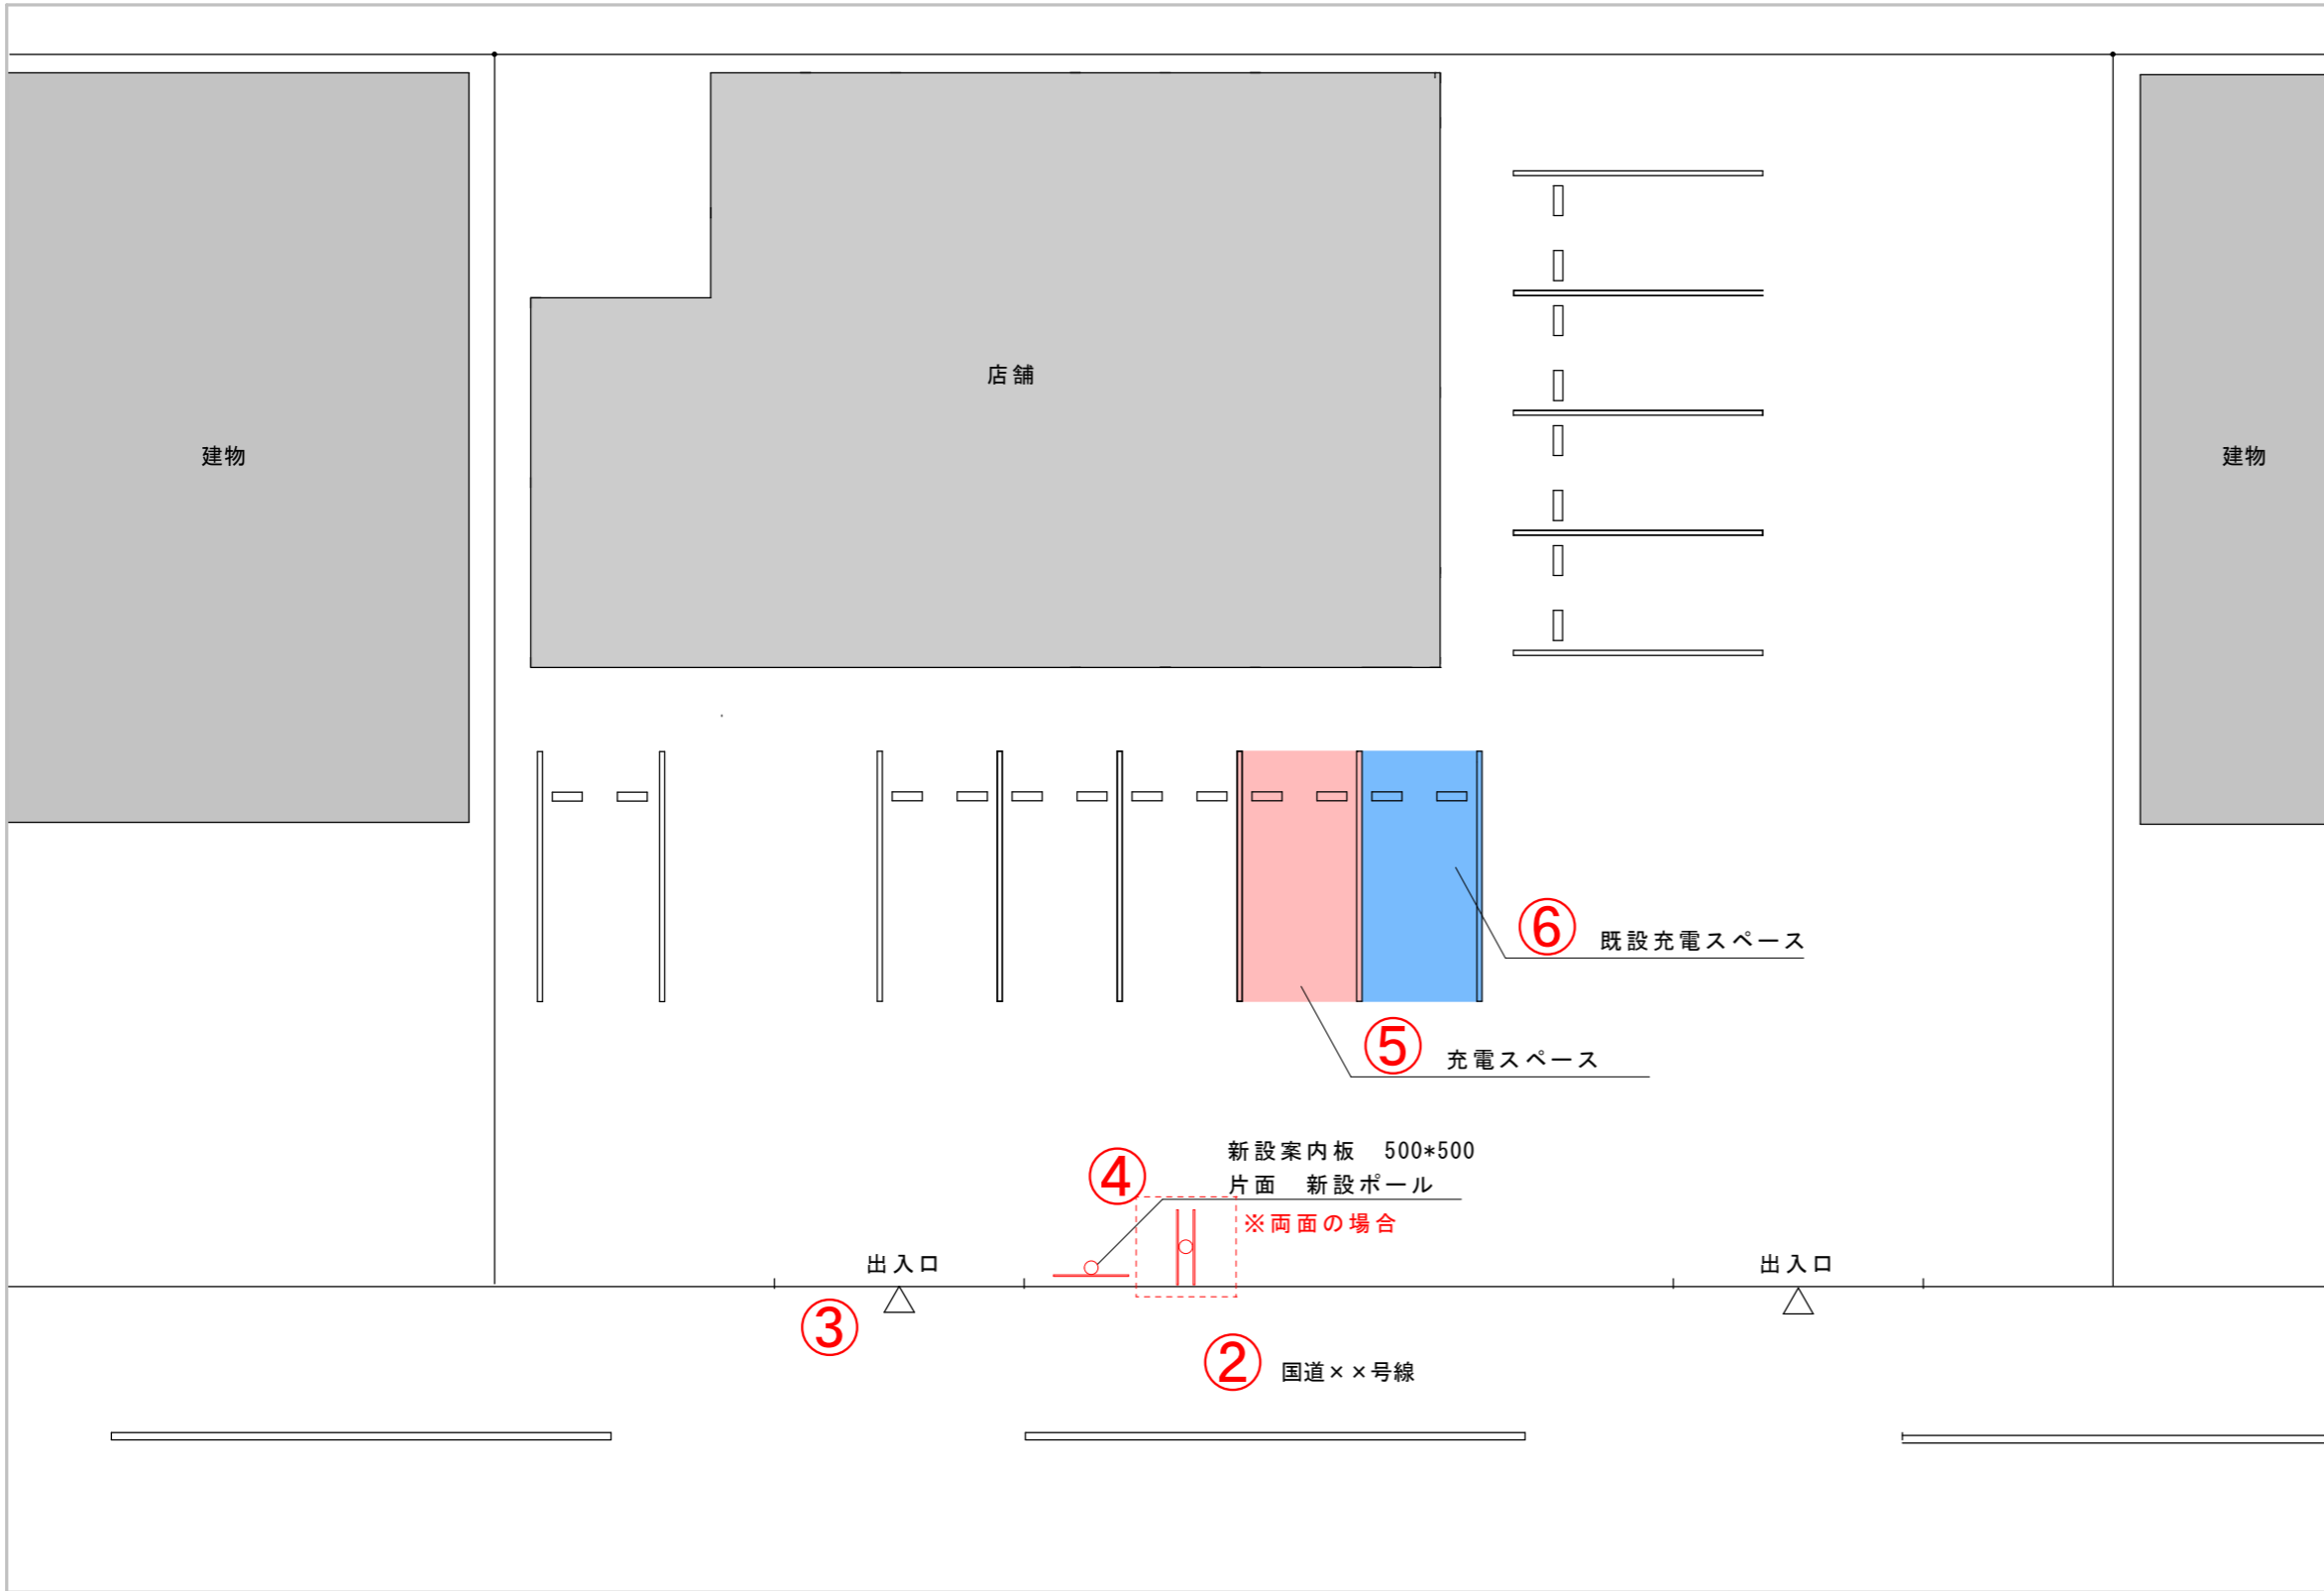 店舗
建物
建物
⑥ 既設充電スペース
⑤ 充電スペース
④ 新設案内板 500*500
片面 新設ポール
※両面の場合
出入口
出入口
③
② 国道××号線